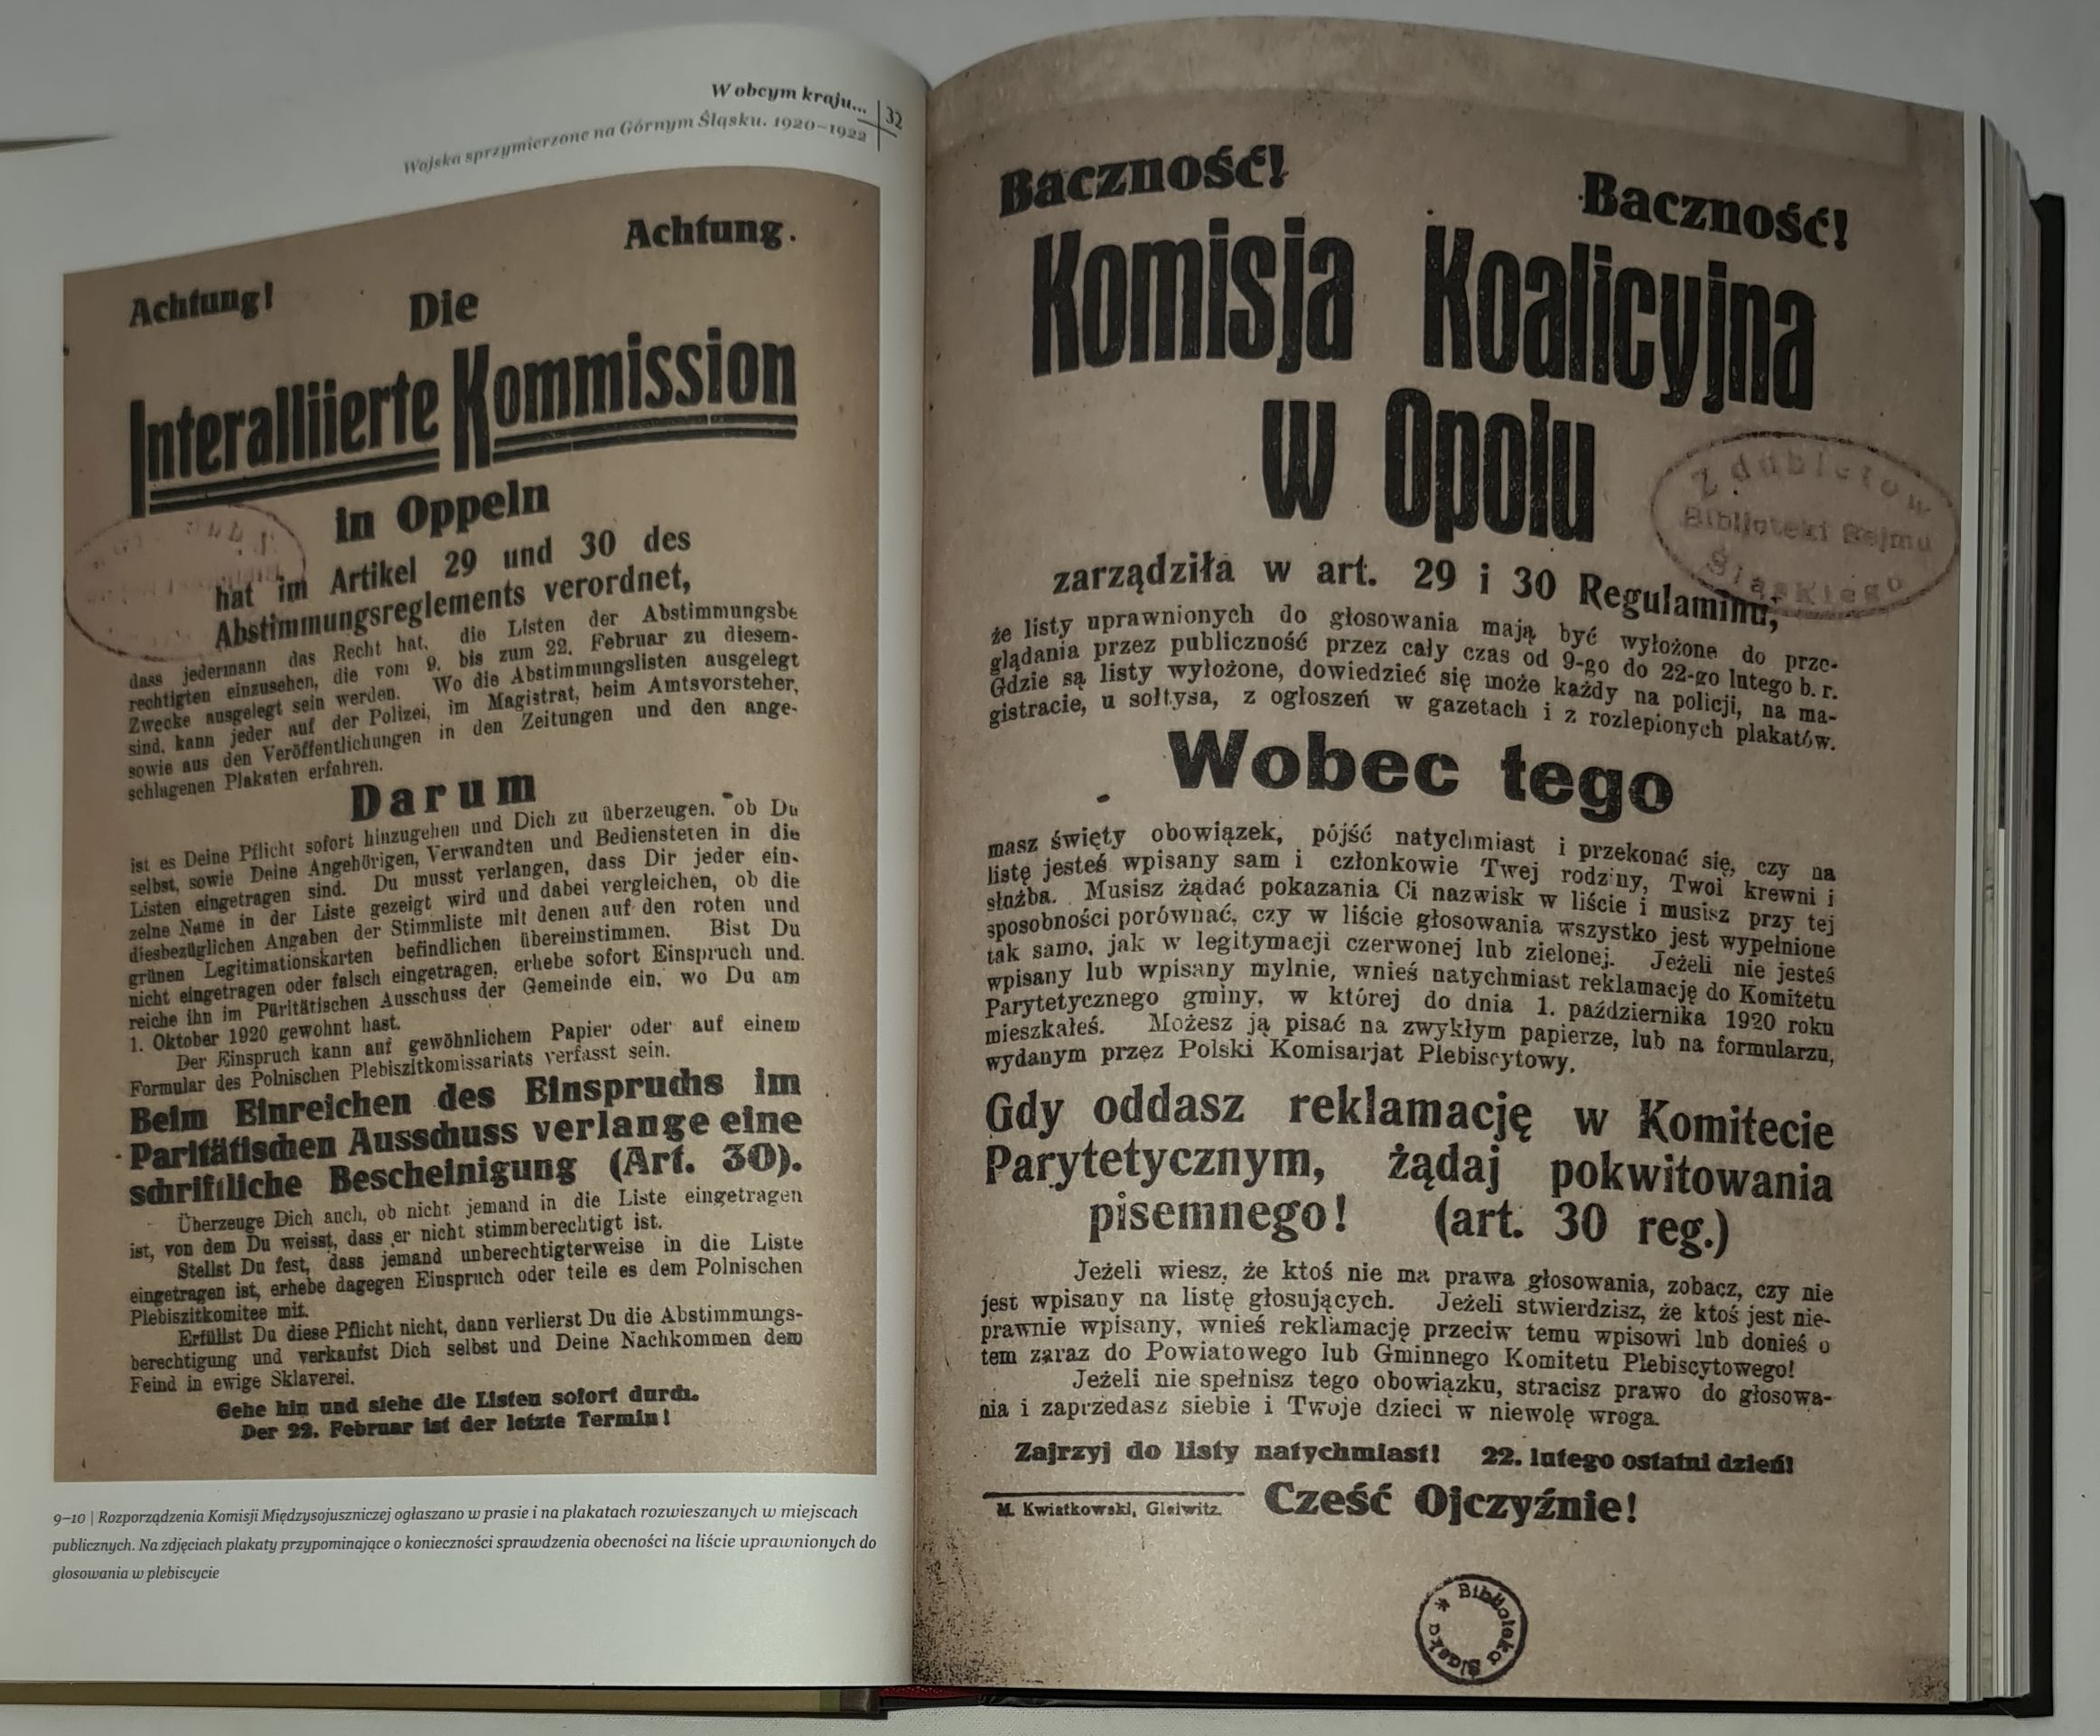 W obcym kraju... 32
Wojska sprzymierzone na Górnym Śląsku. 1920–1922
Achtung! Achtung.
Die
Interalliierte Kommission
in Oppeln
hat im Artikel 29 und 30 des
Abstimmungsreglements verordnet,
dass jedermann das Recht hat, die Listen der Abstimmungsbe
rechtigten einzusehen, die vom 9. bis zum 22. Februar zu diesem-
Zwecke ausgelegt sein werden. Wo die Abstimmungslisten ausgelegt
sind, kann jeder auf der Polizei, im Magistrat, beim Amtsvorsteher,
sowie aus den Veröffentlichungen in den Zeitungen und den ange-
schlagenen Plakaten erfahren.
Darum
ist es Deine Pflicht sofort hinzugehen und Dich zu überzeugen, ob Du
selbst, sowie Deine Angehörigen, Verwandten und Bediensteten in die
Listen eingetragen sind. Du musst verlangen, dass Dir jeder ein-
zelne Name in der Liste gezeigt wird und dabei vergleichen, ob die
diesbezüglichen Angaben der Stimmliste mit denen auf den roten und
grünen Legitimationskarten befindlichen übereinstimmen. Bist Du
nicht eingetragen oder falsch eingetragen, erhebe sofort Einspruch und
reiche ihn im Paritätischen Ausschuss der Gemeinde ein, wo Du am
1. Oktober 1920 gewohnt hast.
Der Einspruch kann auf gewöhnlichem Papier oder auf einem
Formular des Polnischen Plebiszitkomissariats verfasst sein.
Beim Einreichen des Einspruchs im
Paritätischen Ausschuss verlange eine
schriftliche Bescheinigung (Art. 30).
Überzeuge Dich auch, ob nicht jemand in die Liste eingetragen
ist, von dem Du weisst, dass er nicht stimmberechtigt ist.
Stellst Du fest, dass jemand unberechtigterweise in die Liste
eingetragen ist, erhebe dagegen Einspruch oder teile es dem Polnischen
Plebiszitkomitee mit.
Erfüllst Du diese Pflicht nicht, dann verlierst Du die Abstimmungs-
berechtigung und verkaufst Dich selbst und Deine Nachkommen dem
Feind in ewige Sklaverei.
Gehe hin und siehe die Listen sofort durch.
Der 22. Februar ist der letzte Termin!
9–10 | Rozporządzenia Komisji Międzysojuszniczej ogłaszano w prasie i na plakatach rozwieszanych w miejscach
publicznych. Na zdjęciach plakaty przypominające o konieczności sprawdzenia obecności na liście uprawnionych do
głosowania w plebiscycie
Baczność! Baczność!
Komisja Koalicyjna
w Opolu
Z dubletów
Biblioteki Sejmu
Śląskiego
zarządziła w art. 29 i 30 Regulaminu,
że listy uprawnionych do głosowania mają być wyłożone do prze-
glądania przez publiczność przez cały czas od 9-go do 22-go lutego b. r.
Gdzie są listy wyłożone, dowiedzieć się może każdy na policji, na ma-
gistracie, u sołtysa, z ogłoszeń w gazetach i z rozlepionych plakatów.
Wobec tego
masz święty obowiązek, pójść natychmiast i przekonać się, czy na
listę jesteś wpisany sam i członkowie Twej rodziny, Twoi krewni i
służba. Musisz żądać pokazania Ci nazwisk w liście i musisz przy tej
sposobności porównać, czy w liście głosowania wszystko jest wypełnione
tak samo, jak w legitymacji czerwonej lub zielonej. Jeżeli nie jesteś
wpisany lub wpisany mylnie, wnieś natychmiast reklamację do Komitetu
Parytetycznego gminy, w której do dnia 1. października 1920 roku
mieszkałeś. Możesz ją pisać na zwykłym papierze, lub na formularzu,
wydanym przez Polski Komisarjat Plebiscytowy.
Gdy oddasz reklamację w Komitecie
Parytetycznym, żądaj pokwitowania
pisemnego! (art. 30 reg.)
Jeżeli wiesz, że ktoś nie ma prawa głosowania, zobacz, czy nie
jest wpisany na listę głosujących. Jeżeli stwierdzisz, że ktoś jest nie-
prawnie wpisany, wnieś reklamację przeciw temu wpisowi lub donieś o
tem zaraz do Powiatowego lub Gminnego Komitetu Plebiscytowego!
Jeżeli nie spełnisz tego obowiązku, stracisz prawo do głosowa-
nia i zaprzedasz siebie i Twoje dzieci w niewolę wroga.
Zajrzyj do listy natychmiast! 22. lutego ostatni dzień!
M. Kwiatkowski, Gleiwitz. Cześć Ojczyźnie!
* Biblioteka Śląska